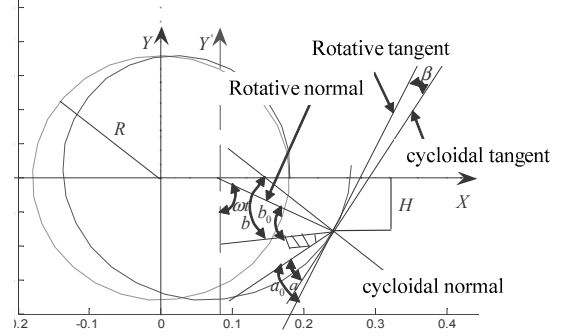 Y
Y'
Rotative tangent
β
Rotative normal
R
cycloidal tangent
ωt
b
b₀
H
X
a₀
a
cycloidal normal
).2
-0.1
0
0.1
0.2
0.3
0.4